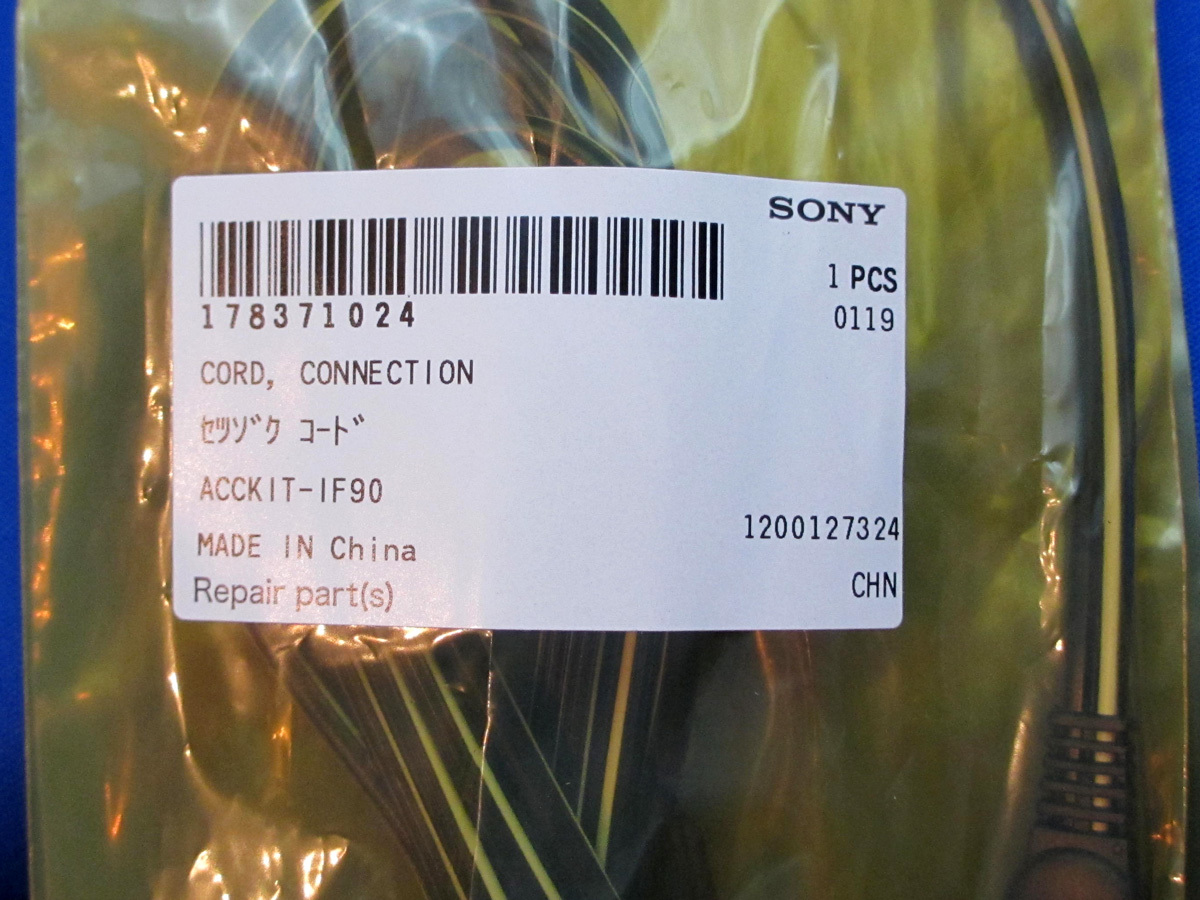 SONY
1 PCS
178371024
0119
CORD, CONNECTION
ｾﾂｿﾞｸ ｺｰﾄﾞ
ACCKIT-IF90
1200127324
MADE IN China
CHN
Repair part(s)